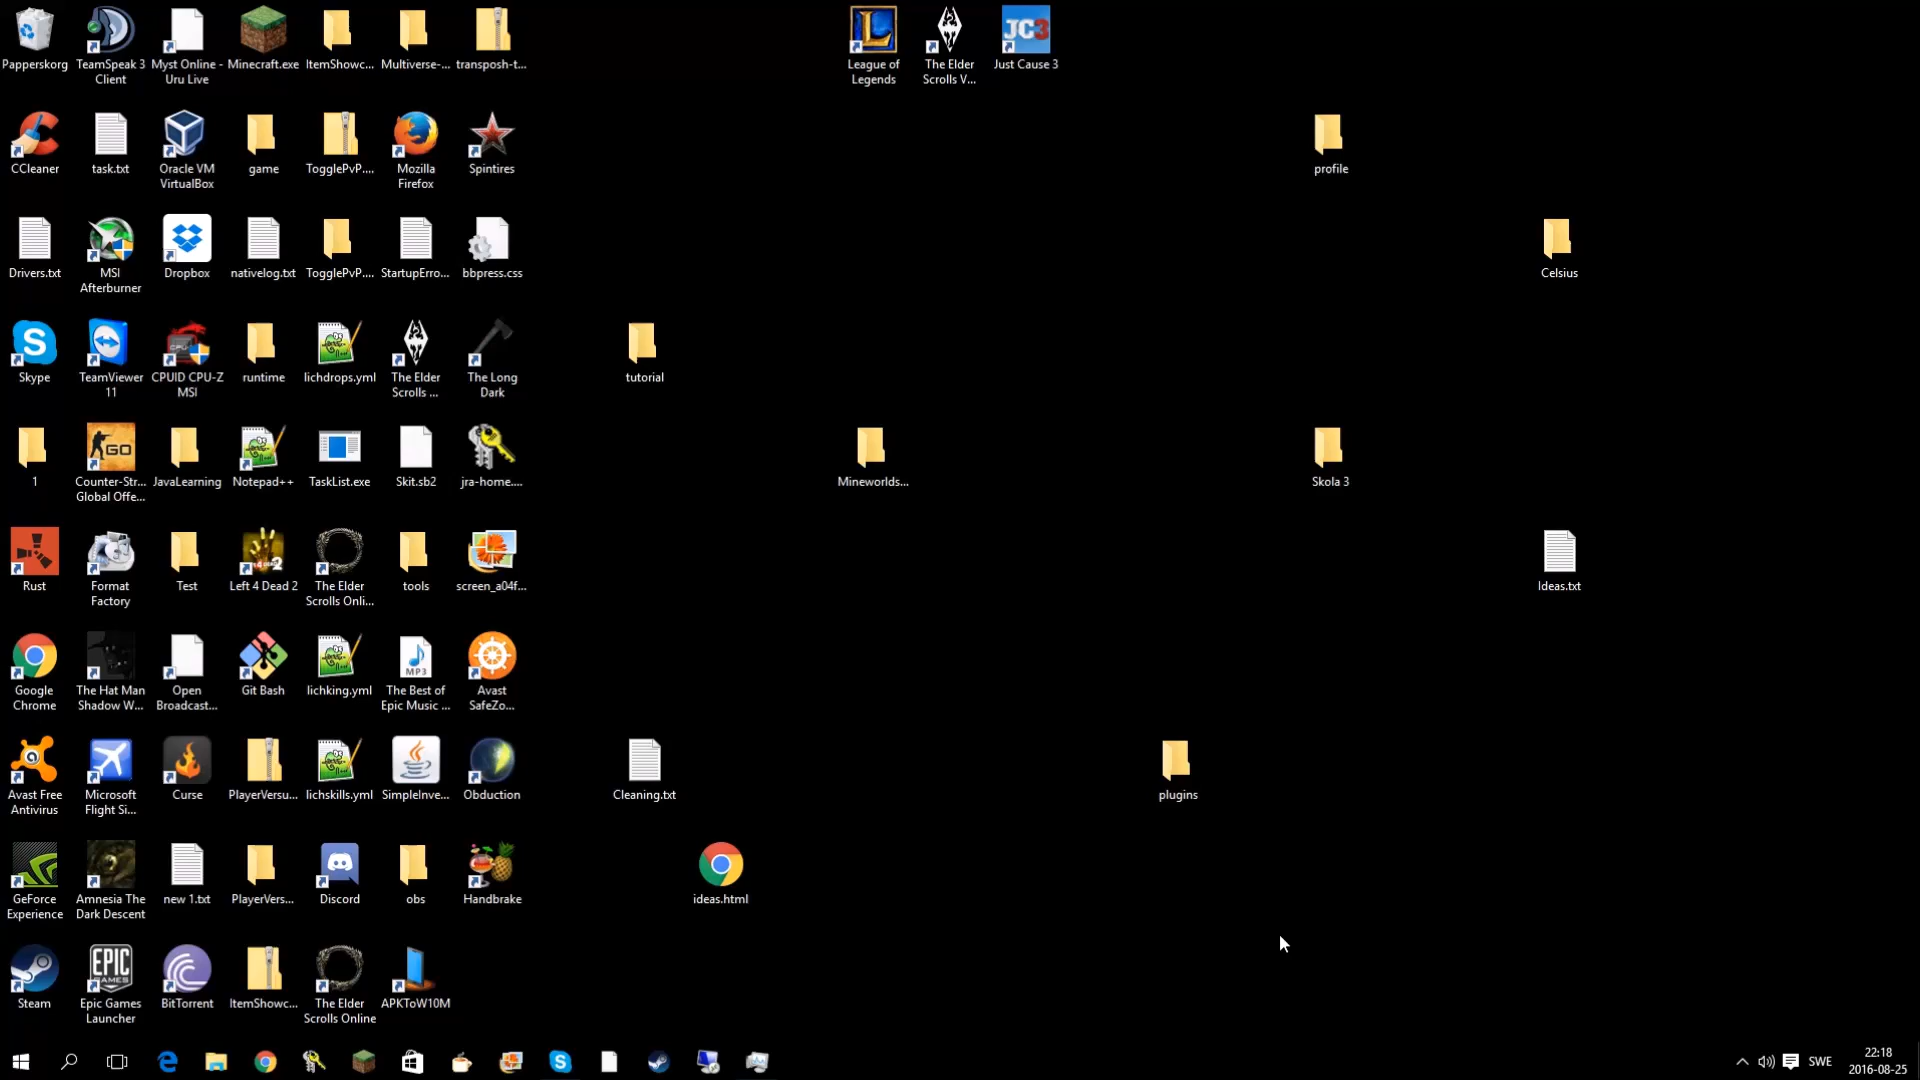 Papperskorg
TeamSpeak 3
Client
Myst Online -
Uru Live
Minecraft.exe
ItemShowc...
Multiverse-...
transposh-t...
League of
Legends
The Elder
Scrolls V...
JC3
Just Cause 3
CCleaner
task.txt
Oracle VM
VirtualBox
game
TogglePvP....
Mozilla
Firefox
Spintires
profile
Drivers.txt
MSI
Afterburner
Dropbox
nativelog.txt
TogglePvP....
StartupErro...
bbpress.css
Celsius
Skype
TeamViewer
11
CPUID CPU-Z
MSI
runtime
lichdrops.yml
The Elder
Scrolls ...
The Long
Dark
tutorial
1
GO
Counter-Str...
Global Offe...
JavaLearning
Notepad++
TaskList.exe
Skit.sb2
jra-home....
Mineworlds...
Skola 3
Rust
Format
Factory
Test
Left 4 Dead 2
The Elder
Scrolls Onli...
tools
screen_a04f...
Ideas.txt
Google
Chrome
The Hat Man
Shadow W...
Open
Broadcast...
Git Bash
lichking.yml
MP3
The Best of
Epic Music ...
Avast
SafeZo...
Avast Free
Antivirus
Microsoft
Flight Si...
Curse
PlayerVersu...
lichskills.yml
SimpleInve...
Obduction
Cleaning.txt
plugins
GeForce
Experience
Amnesia The
Dark Descent
new 1.txt
PlayerVers...
Discord
obs
Handbrake
ideas.html
Steam
EPIC
GAMES
Epic Games
Launcher
BitTorrent
ItemShowc...
The Elder
Scrolls Online
APKToW10M
SWE
22:18
2016-08-25